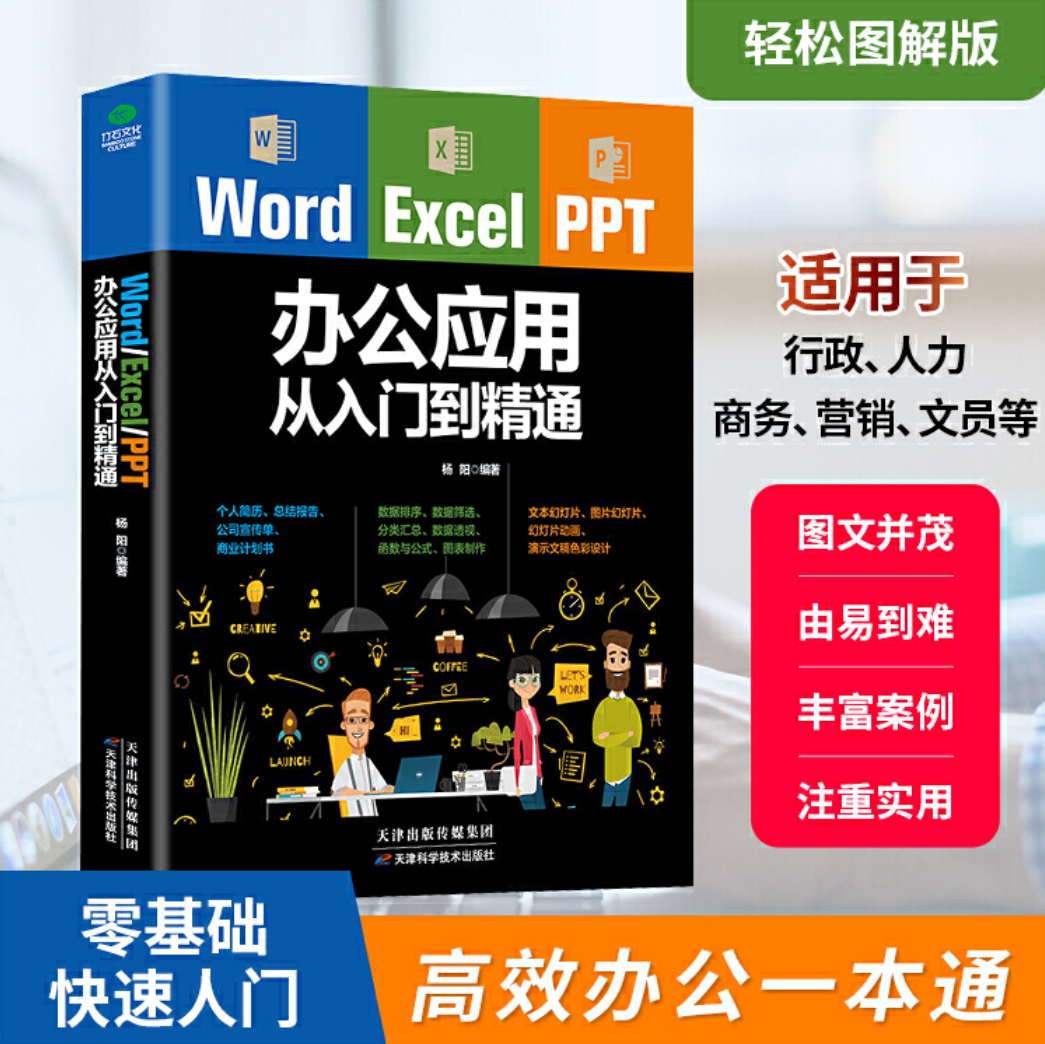 轻松图解版
竹石文化
BAMBOO STONE
CULTURE
Word/Excel/PPT
办公应用从入门到精通
杨 阳◎编著
天津出版传媒集团
天津科学技术出版社
W
X
P
Word
Excel
PPT
办公应用
从入门到精通
杨 阳◎编著
个人简历、总结报告、
公司宣传单、
商业计划书
数据排序、数据筛选、
分类汇总、数据透视、
函数与公式、图表制作
文本幻灯片、图片幻灯片、
幻灯片动画、
演示文稿色彩设计
CREATIVE
COFFEE
LET'S
WORK
HI
LAUNCH
天津出版传媒集团
天津科学技术出版社
适用于
行政、人力
商务、营销、文员等
图文并茂
由易到难
丰富案例
注重实用
零基础
快速人门
高效办公一本通